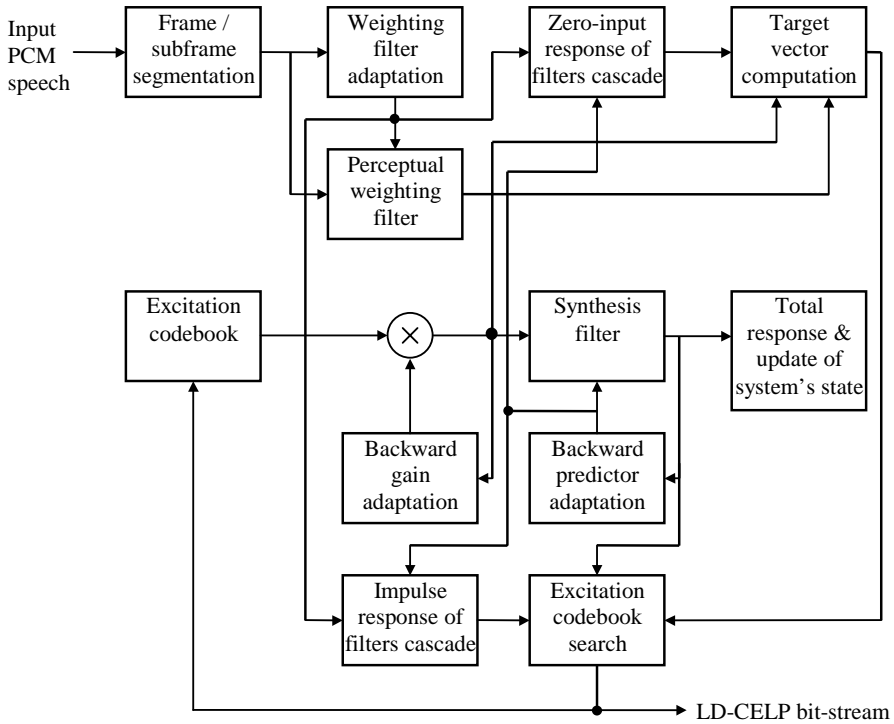 Input
PCM
speech
Frame /
subframe
segmentation
Weighting
filter
adaptation
Zero-input
response of
filters cascade
Target
vector
computation
Perceptual
weighting
filter
Excitation
codebook
×
Synthesis
filter
Total
response &
update of
system’s state
Backward
gain
adaptation
Backward
predictor
adaptation
Impulse
response of
filters cascade
Excitation
codebook
search
LD-CELP bit-stream